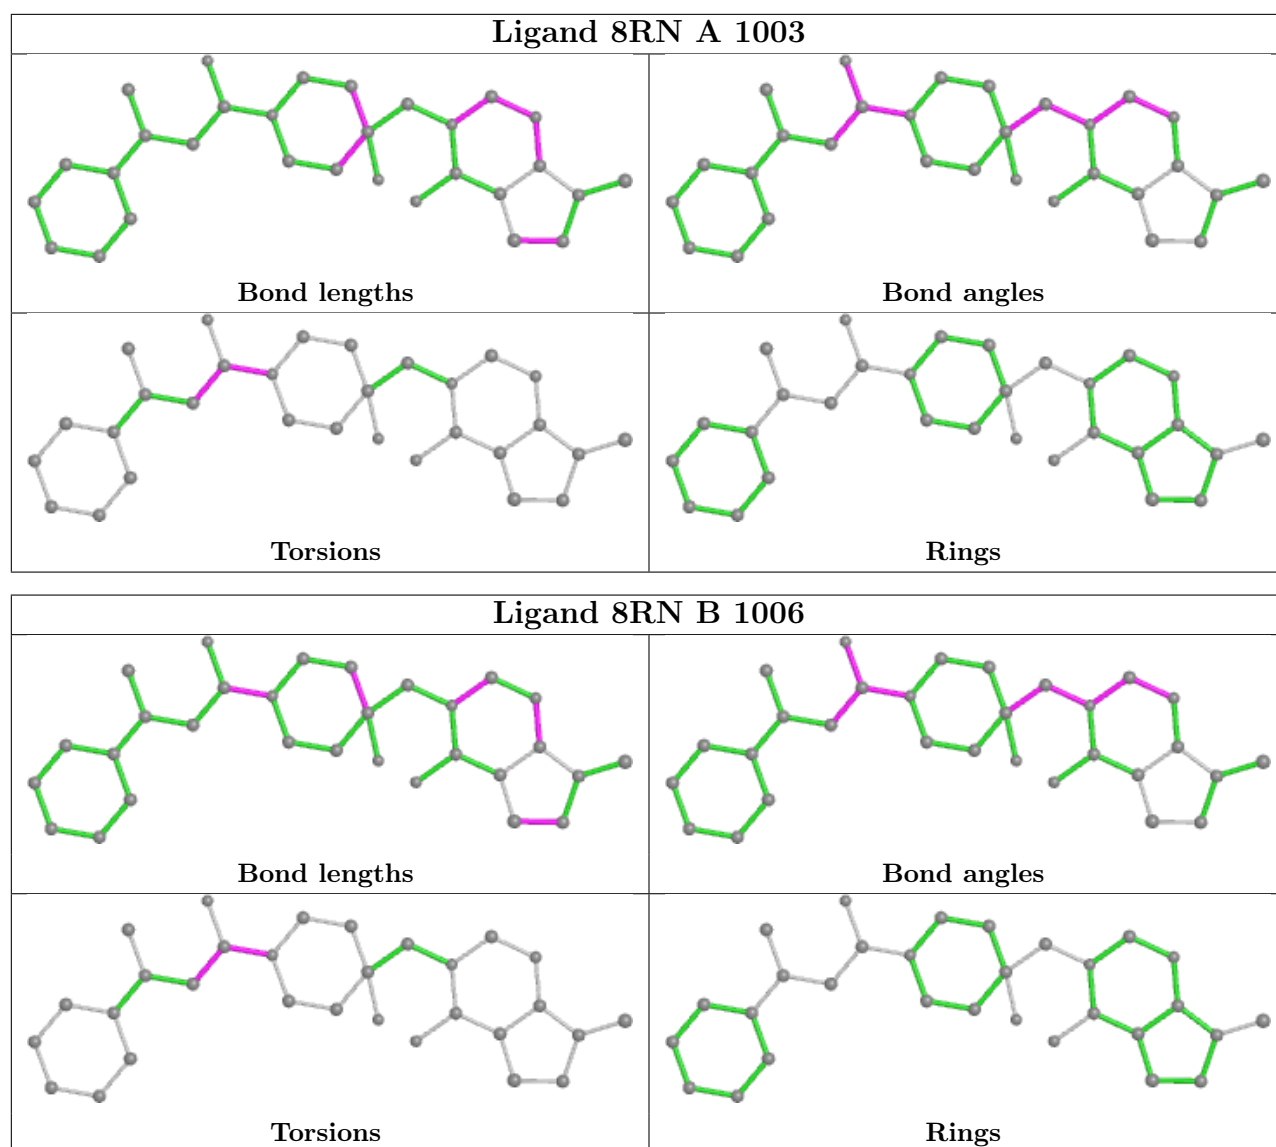 Ligand 8RN A 1003
Bond lengths
Bond angles
Torsions
Rings
Ligand 8RN B 1006
Bond lengths
Bond angles
Torsions
Rings